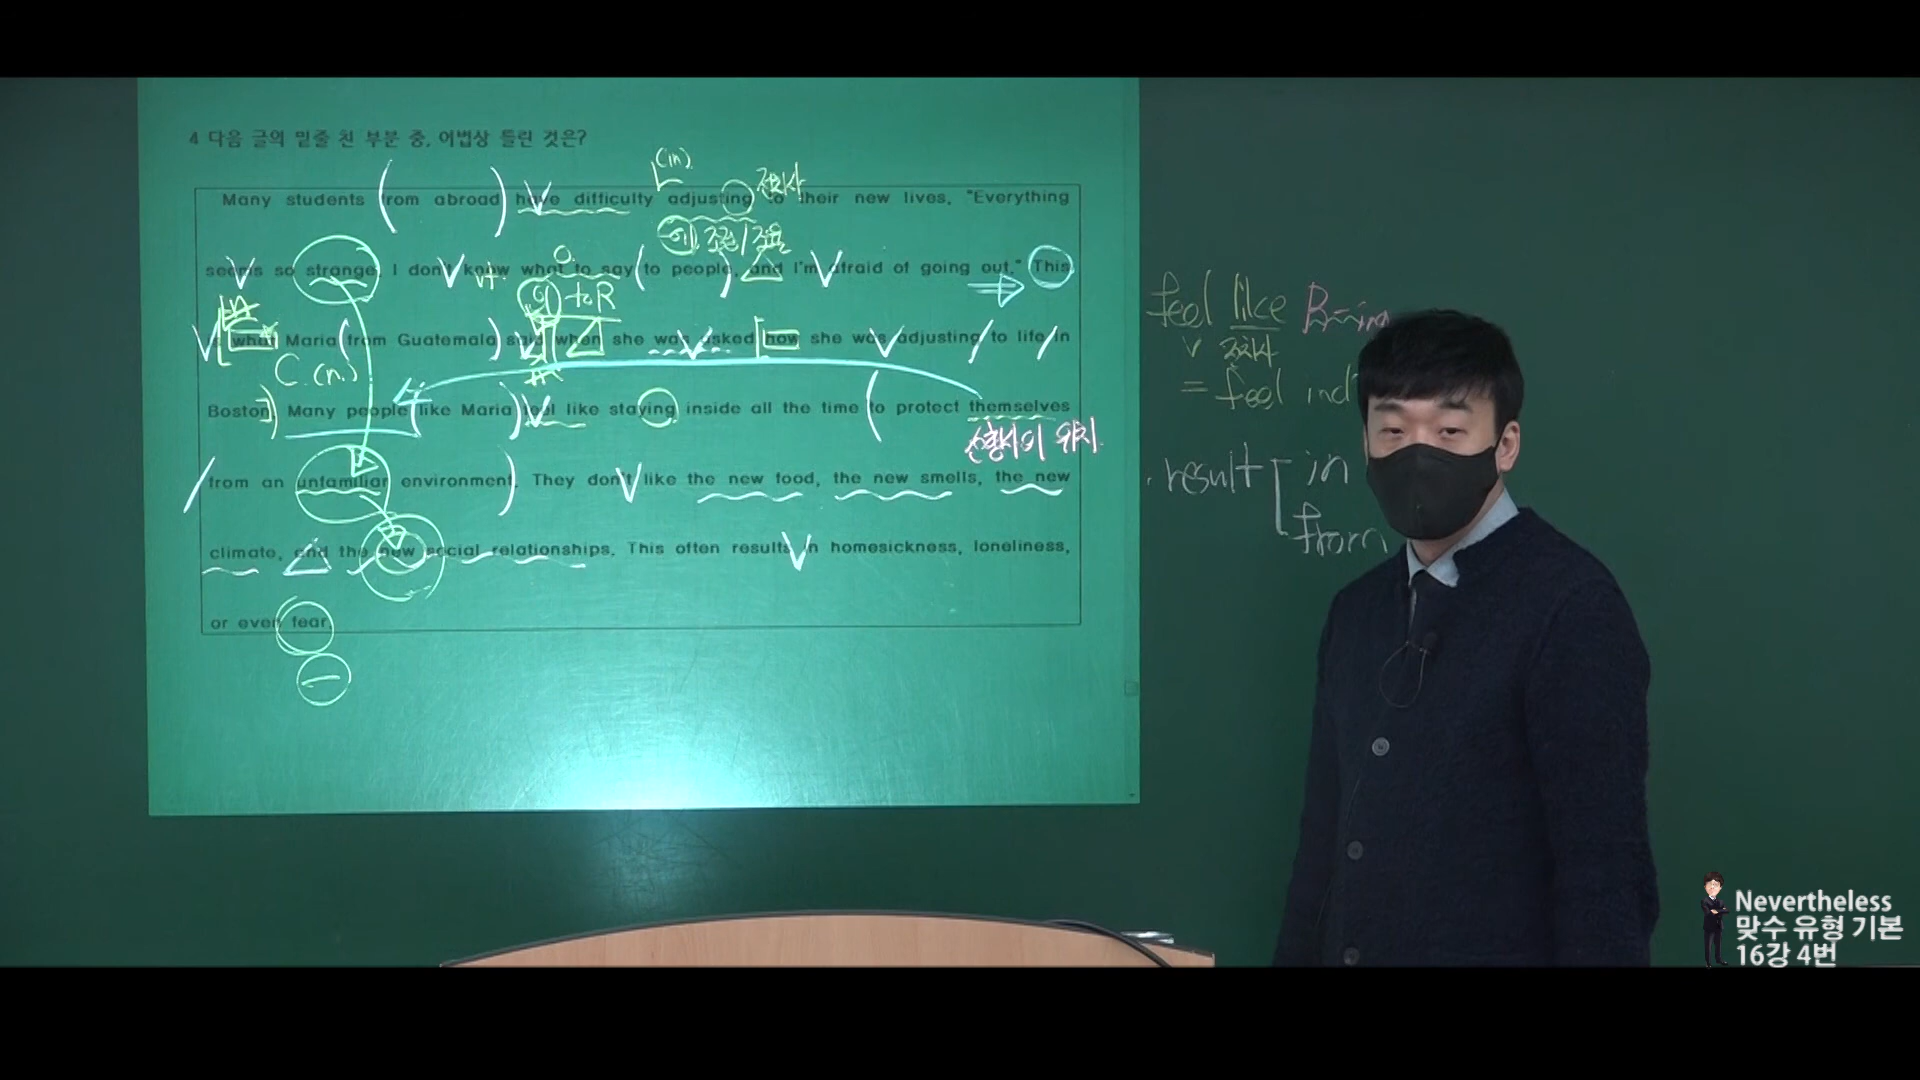 4 다음 글의 밑줄 친 부분 중, 어법상 틀린 것은?
(in)
전치사
Many students from abroad have difficulty adjusting to their new lives. "Everything
seems so strange. I don't know what to say to people, and I'm afraid of going out." This
to R
is what Maria from Guatemala said when she was asked how she was adjusting to life in
C. (n.)
Boston. Many people like Maria feel like staying inside all the time to protect themselves
from an unfamiliar environment. They don't like the new food, the new smells, the new
climate, and the new social relationships. This often results in homesickness, loneliness,
or even fear.
feel like R-ing
v 전치사
= feel
result in
from
Nevertheless
맞수 유형 기본
16강 4번